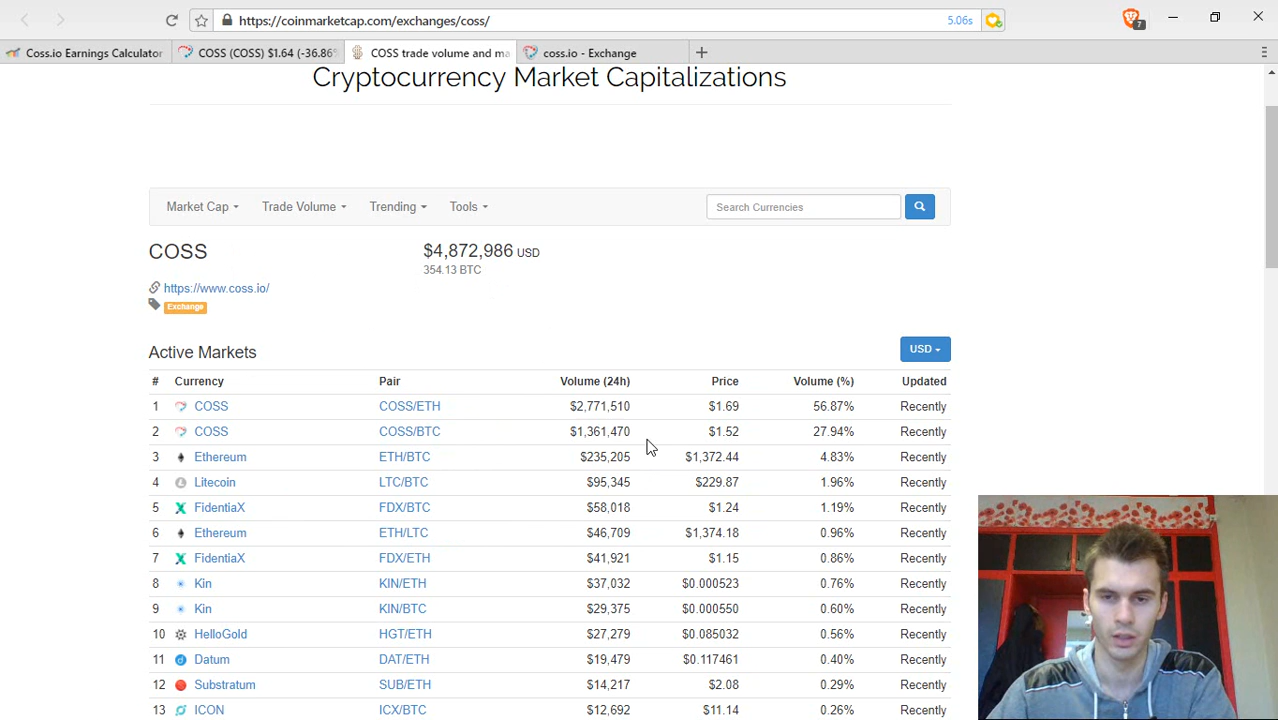 https://coinmarketcap.com/exchanges/coss/ 5.06s 7
Coss.io Earnings Calculator COSS (COSS) $1.64 (-36.86% COSS trade volume and ma coss.io - Exchange
Cryptocurrency Market Capitalizations
Market Cap Trade Volume Trending Tools Search Currencies
COSS $4,872,986 USD
354.13 BTC
https://www.coss.io/
Exchange
Active Markets USD
# Currency Pair Volume (24h) Price Volume (%) Updated
1 COSS COSS/ETH $2,771,510 $1.69 56.87% Recently
2 COSS COSS/BTC $1,361,470 $1.52 27.94% Recently
3 Ethereum ETH/BTC $235,205 $1,372.44 4.83% Recently
4 Litecoin LTC/BTC $95,345 $229.87 1.96% Recently
5 FidentiaX FDX/BTC $58,018 $1.24 1.19% Recently
6 Ethereum ETH/LTC $46,709 $1,374.18 0.96% Recently
7 FidentiaX FDX/ETH $41,921 $1.15 0.86% Recently
8 Kin KIN/ETH $37,032 $0.000523 0.76% Recently
9 Kin KIN/BTC $29,375 $0.000550 0.60% Recently
10 HelloGold HGT/ETH $27,279 $0.085032 0.56% Recently
11 Datum DAT/ETH $19,479 $0.117461 0.40% Recently
12 Substratum SUB/ETH $14,217 $2.08 0.29% Recently
13 ICON ICX/BTC $12,692 $11.14 0.26% Recently